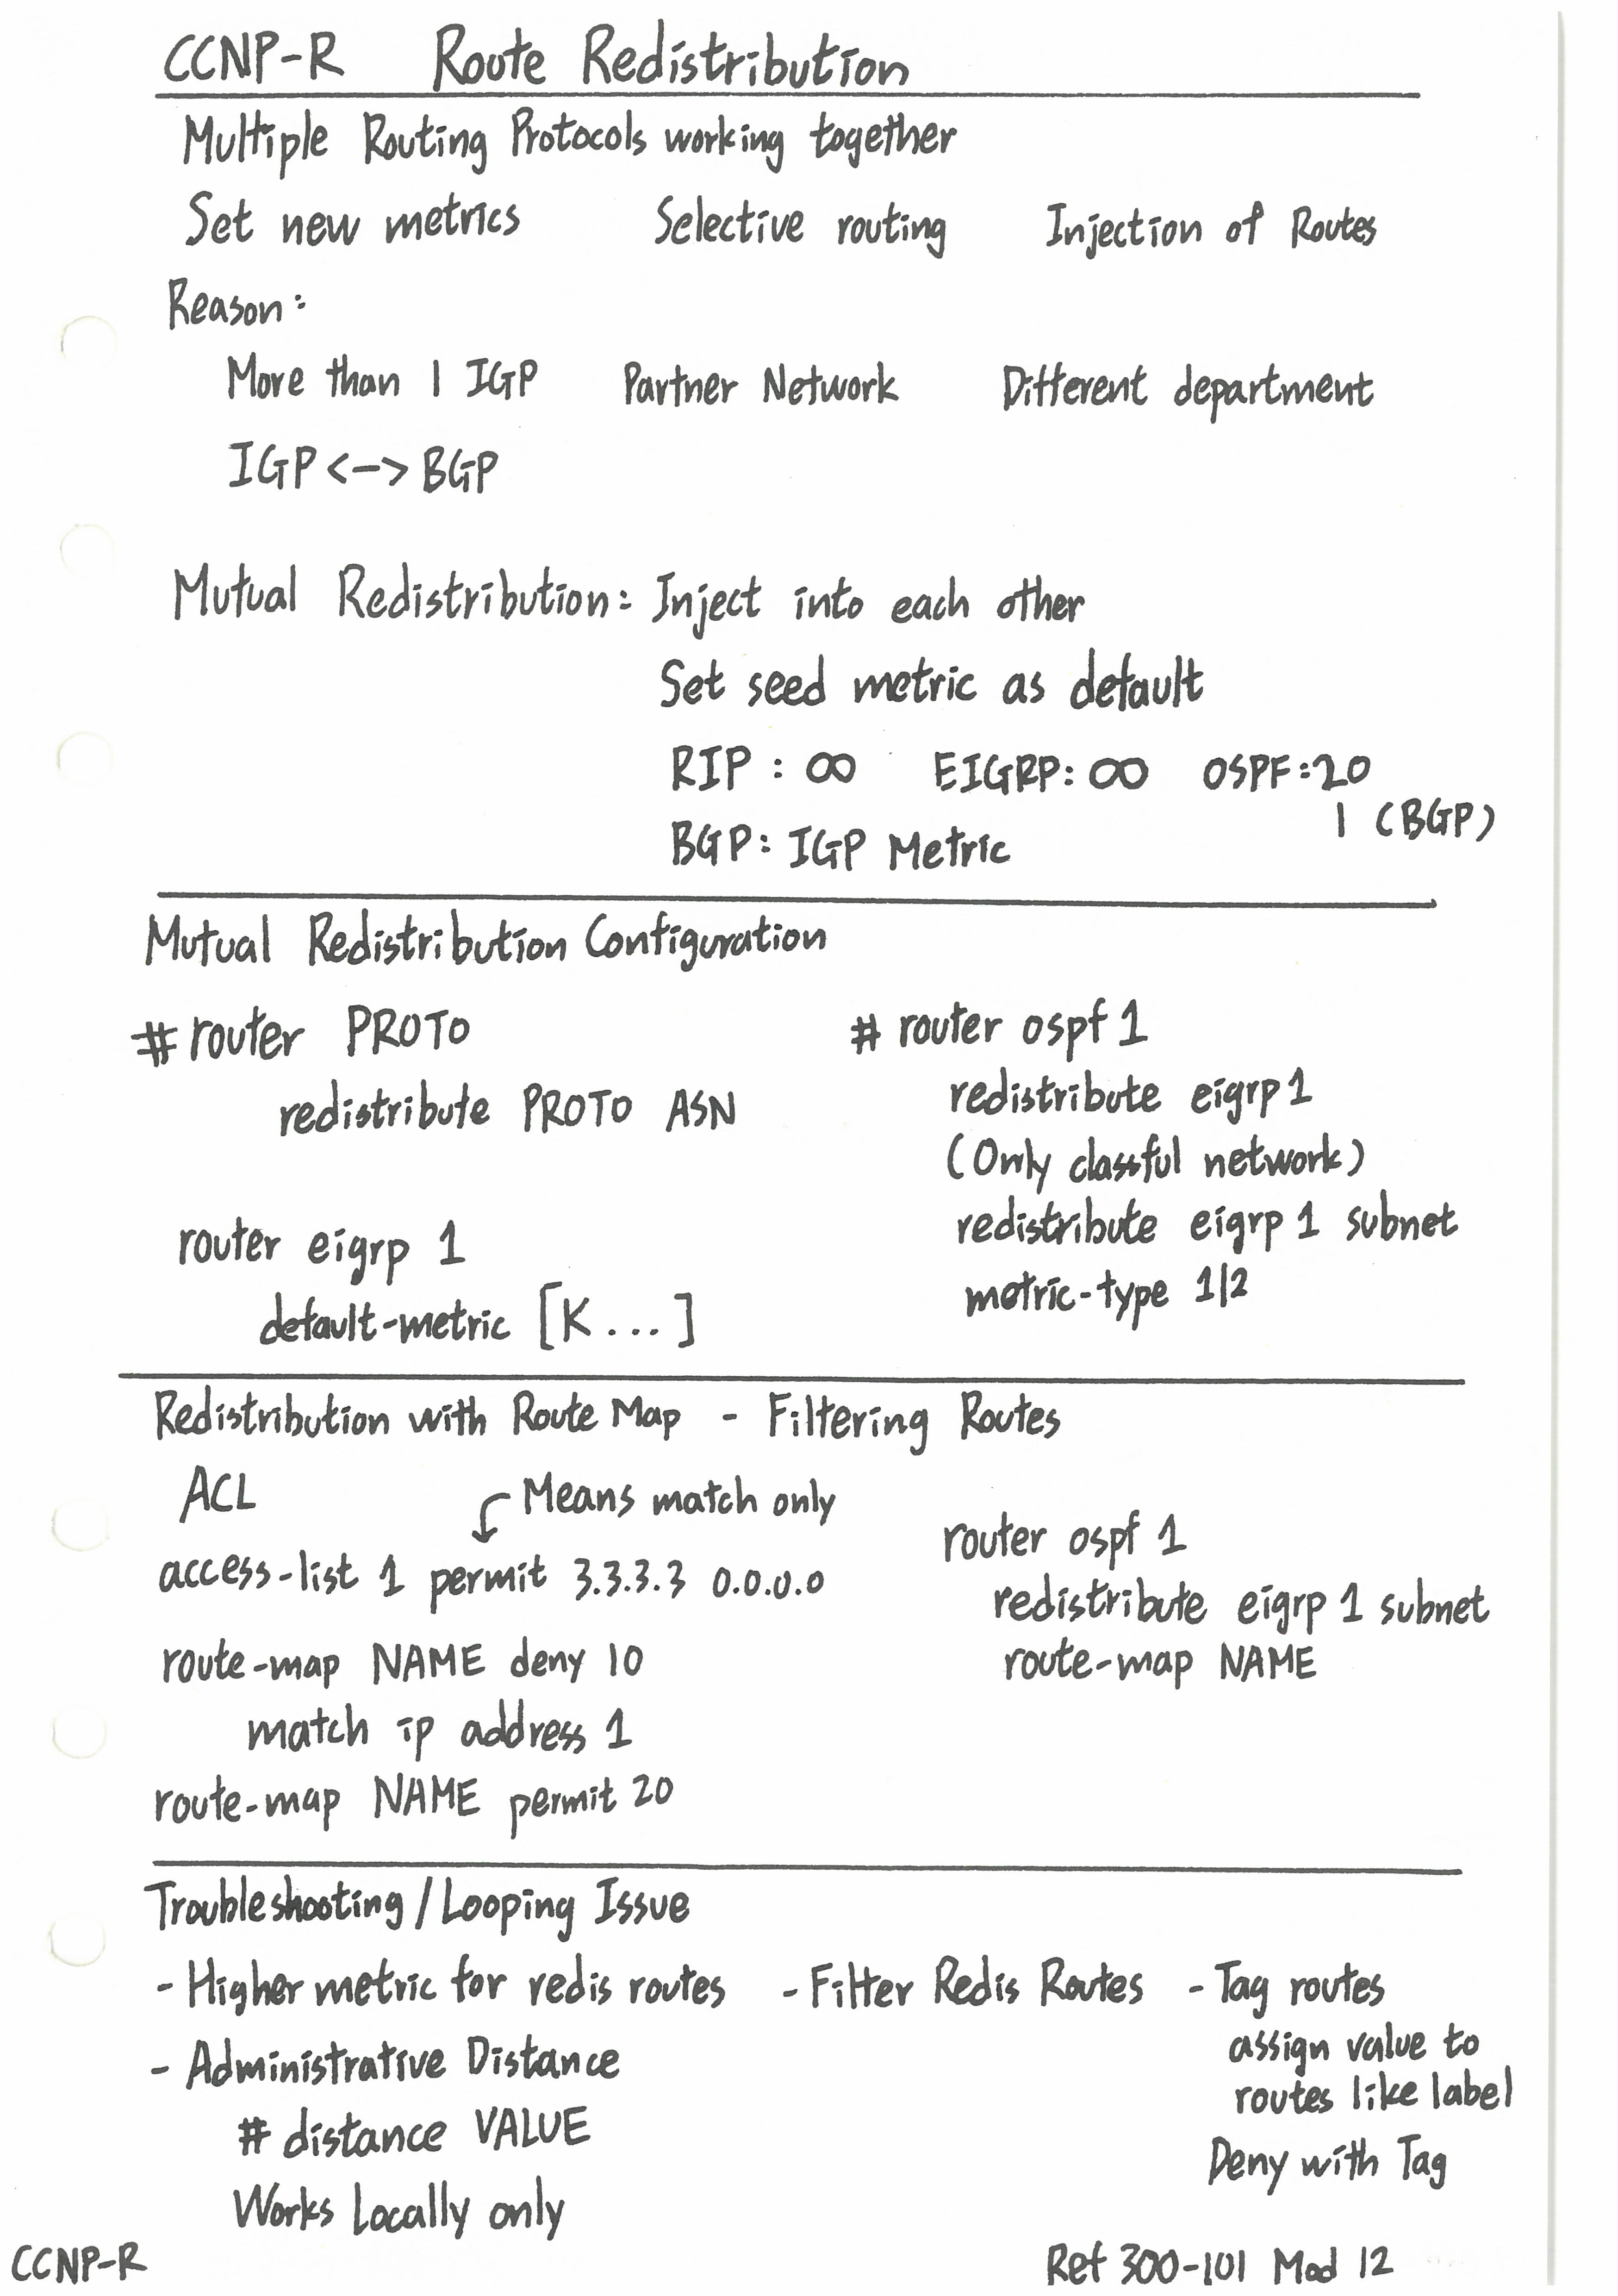 CCNP-R Route Redistribution
Multiple Routing Protocols working together
Set new metrics Selective routing Injection of Routes
Reason:
More than 1 IGP Partner Network Different department
IGP <-> BGP
Mutual Redistribution: Inject into each other
Set seed metric as default
RIP : ∞ EIGRP: ∞ OSPF:20
1 (BGP)
BGP: IGP Metric
Mutual Redistribution Configuration
# router PROTO
redistribute PROTO ASN
router eigrp 1
default-metric [K ...]
# router ospf 1
redistribute eigrp 1
(Only classful network)
redistribute eigrp 1 subnet
metric-type 1|2
Redistribution with Route Map - Filtering Routes
ACL
Means match only
access-list 1 permit 3.3.3.3 0.0.0.0
route-map NAME deny 10
match ip address 1
route-map NAME permit 20
router ospf 1
redistribute eigrp 1 subnet
route-map NAME
Troubleshooting/Looping Issue
- Higher metric for redis routes - Filter Redis Routes - Tag routes
assign value to
routes like label
Deny with Tag
- Administrative Distance
# distance VALUE
Works Locally only
CCNP-R Ref 300-101 Mod 12